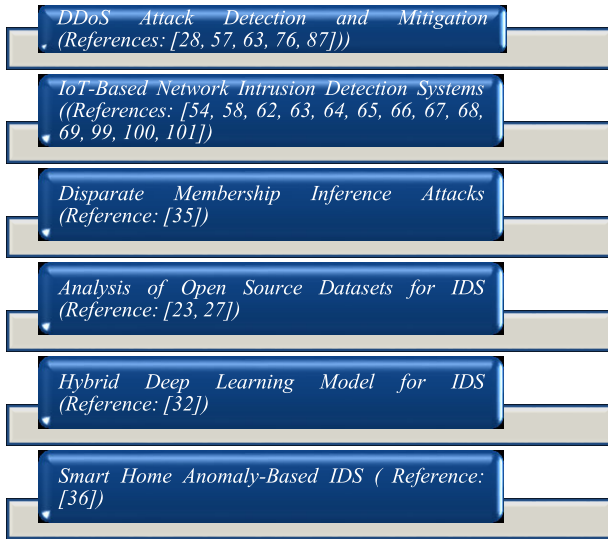 DDoS Attack Detection and Mitigation
(References: [28, 57, 63, 76, 87]))
IoT-Based Network Intrusion Detection Systems
((References: [54, 58, 62, 63, 64, 65, 66, 67, 68,
69, 99, 100, 101])
Disparate Membership Inference Attacks
(Reference: [35])
Analysis of Open Source Datasets for IDS
(Reference: [23, 27])
Hybrid Deep Learning Model for IDS
(Reference: [32])
Smart Home Anomaly-Based IDS ( Reference:
[36])